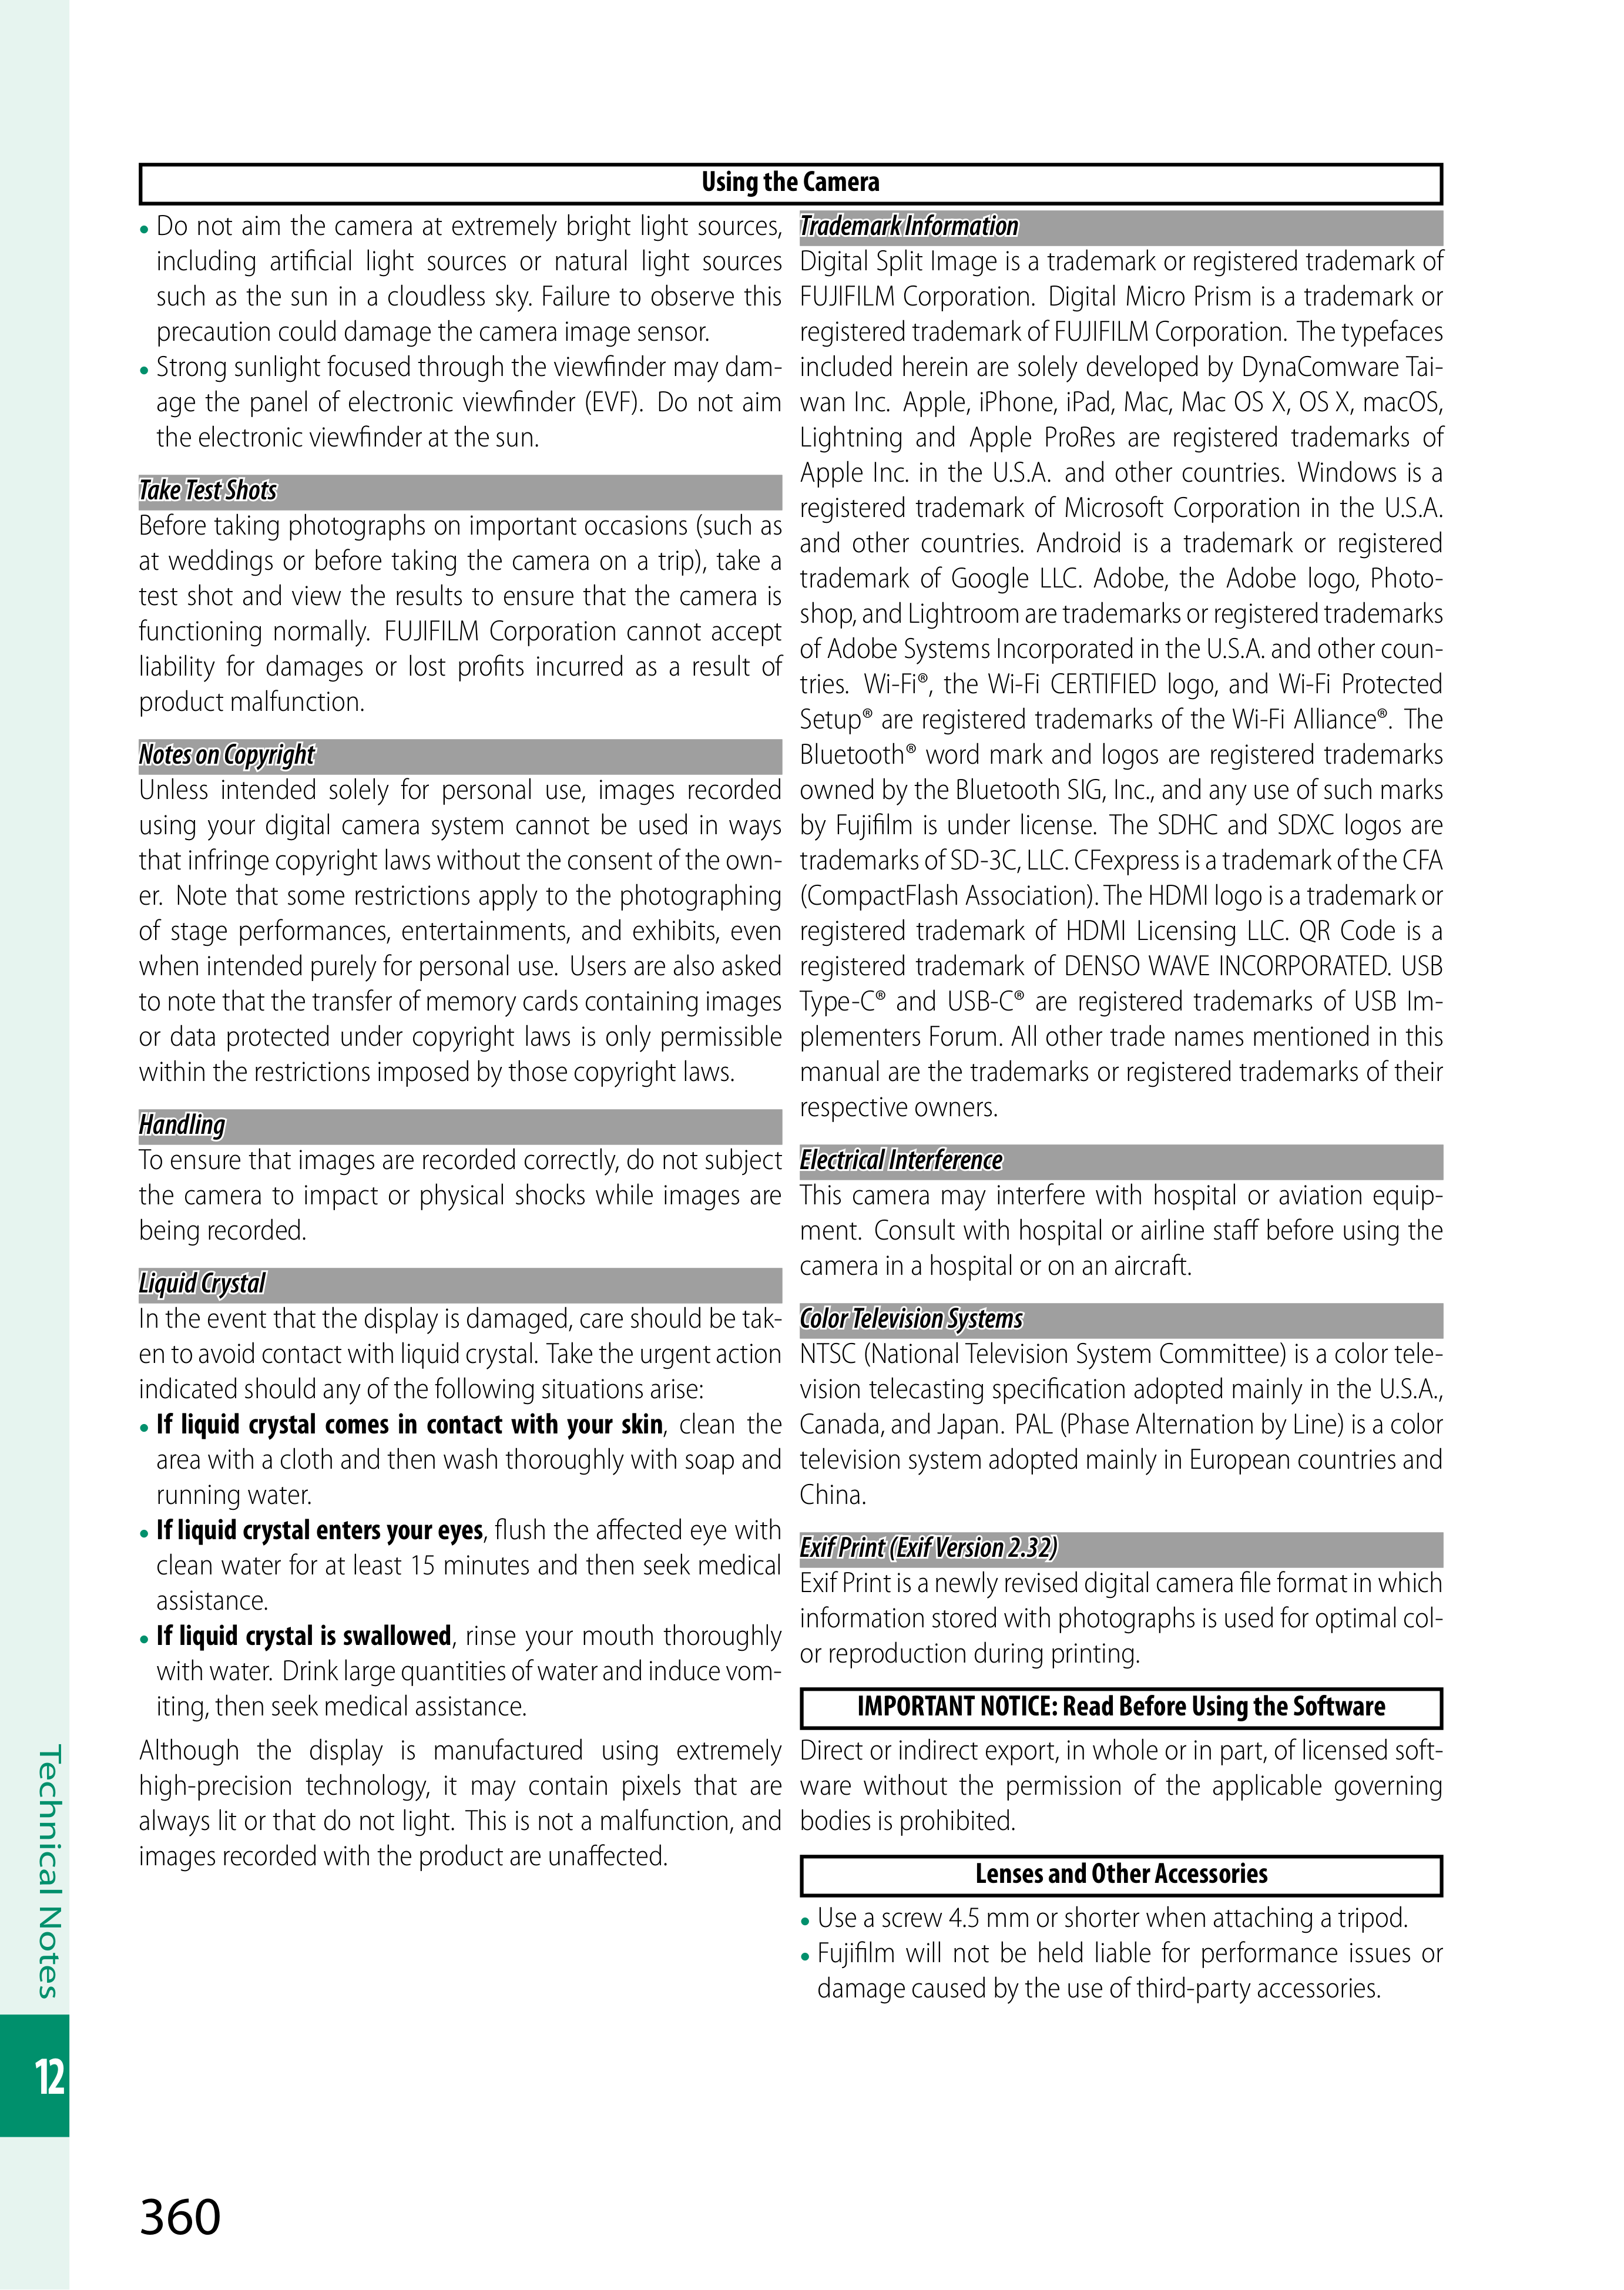 Using the Camera
• Do not aim the camera at extremely bright light sources,
including artificial light sources or natural light sources
such as the sun in a cloudless sky. Failure to observe this
precaution could damage the camera image sensor.
• Strong sunlight focused through the viewfinder may dam-
age the panel of electronic viewfinder (EVF). Do not aim
the electronic viewfinder at the sun.
Take Test Shots
Before taking photographs on important occasions (such as
at weddings or before taking the camera on a trip), take a
test shot and view the results to ensure that the camera is
functioning normally. FUJIFILM Corporation cannot accept
liability for damages or lost profits incurred as a result of
product malfunction.
Notes on Copyright
Unless intended solely for personal use, images recorded
using your digital camera system cannot be used in ways
that infringe copyright laws without the consent of the own-
er. Note that some restrictions apply to the photographing
of stage performances, entertainments, and exhibits, even
when intended purely for personal use. Users are also asked
to note that the transfer of memory cards containing images
or data protected under copyright laws is only permissible
within the restrictions imposed by those copyright laws.
Handling
To ensure that images are recorded correctly, do not subject
the camera to impact or physical shocks while images are
being recorded.
Liquid Crystal
In the event that the display is damaged, care should be tak-
en to avoid contact with liquid crystal. Take the urgent action
indicated should any of the following situations arise:
• If liquid crystal comes in contact with your skin, clean the
area with a cloth and then wash thoroughly with soap and
running water.
• If liquid crystal enters your eyes, flush the affected eye with
clean water for at least 15 minutes and then seek medical
assistance.
• If liquid crystal is swallowed, rinse your mouth thoroughly
with water. Drink large quantities of water and induce vom-
iting, then seek medical assistance.
Although the display is manufactured using extremely
high-precision technology, it may contain pixels that are
always lit or that do not light. This is not a malfunction, and
images recorded with the product are unaffected.
Trademark Information
Digital Split Image is a trademark or registered trademark of
FUJIFILM Corporation. Digital Micro Prism is a trademark or
registered trademark of FUJIFILM Corporation. The typefaces
included herein are solely developed by DynaComware Tai-
wan Inc. Apple, iPhone, iPad, Mac, Mac OS X, OS X, macOS,
Lightning and Apple ProRes are registered trademarks of
Apple Inc. in the U.S.A. and other countries. Windows is a
registered trademark of Microsoft Corporation in the U.S.A.
and other countries. Android is a trademark or registered
trademark of Google LLC. Adobe, the Adobe logo, Photo-
shop, and Lightroom are trademarks or registered trademarks
of Adobe Systems Incorporated in the U.S.A. and other coun-
tries. Wi-Fi®, the Wi-Fi CERTIFIED logo, and Wi-Fi Protected
Setup® are registered trademarks of the Wi-Fi Alliance®. The
Bluetooth® word mark and logos are registered trademarks
owned by the Bluetooth SIG, Inc., and any use of such marks
by Fujifilm is under license. The SDHC and SDXC logos are
trademarks of SD-3C, LLC. CFexpress is a trademark of the CFA
(CompactFlash Association). The HDMI logo is a trademark or
registered trademark of HDMI Licensing LLC. QR Code is a
registered trademark of DENSO WAVE INCORPORATED. USB
Type-C® and USB-C® are registered trademarks of USB Im-
plementers Forum. All other trade names mentioned in this
manual are the trademarks or registered trademarks of their
respective owners.
Electrical Interference
This camera may interfere with hospital or aviation equip-
ment. Consult with hospital or airline staff before using the
camera in a hospital or on an aircraft.
Color Television Systems
NTSC (National Television System Committee) is a color tele-
vision telecasting specification adopted mainly in the U.S.A.,
Canada, and Japan. PAL (Phase Alternation by Line) is a color
television system adopted mainly in European countries and
China.
Exif Print (Exif Version 2.32)
Exif Print is a newly revised digital camera file format in which
information stored with photographs is used for optimal col-
or reproduction during printing.
IMPORTANT NOTICE: Read Before Using the Software
Direct or indirect export, in whole or in part, of licensed soft-
ware without the permission of the applicable governing
bodies is prohibited.
Lenses and Other Accessories
• Use a screw 4.5 mm or shorter when attaching a tripod.
• Fujifilm will not be held liable for performance issues or
damage caused by the use of third-party accessories.
Technical Notes
12
360